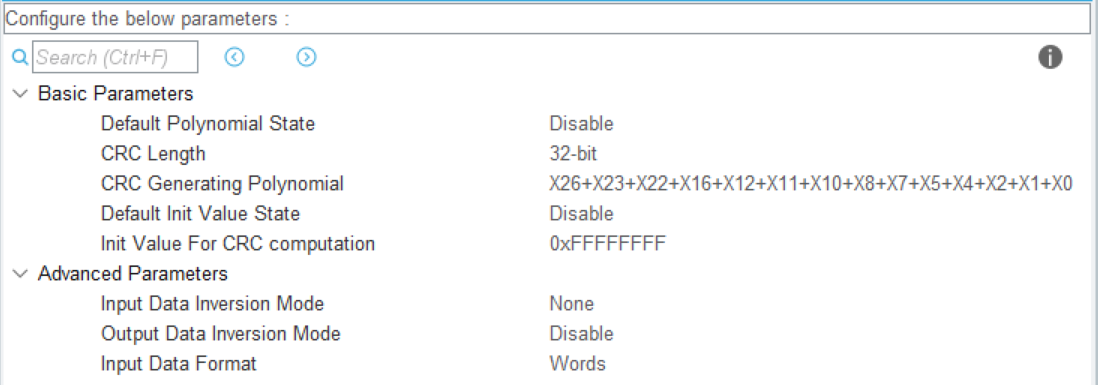 Configure the below parameters :
Search (Ctrl+F)
Basic Parameters
Default Polynomial State Disable
CRC Length 32-bit
CRC Generating Polynomial X26+X23+X22+X16+X12+X11+X10+X8+X7+X5+X4+X2+X1+X0
Default Init Value State Disable
Init Value For CRC computation 0xFFFFFFFF
Advanced Parameters
Input Data Inversion Mode None
Output Data Inversion Mode Disable
Input Data Format Words